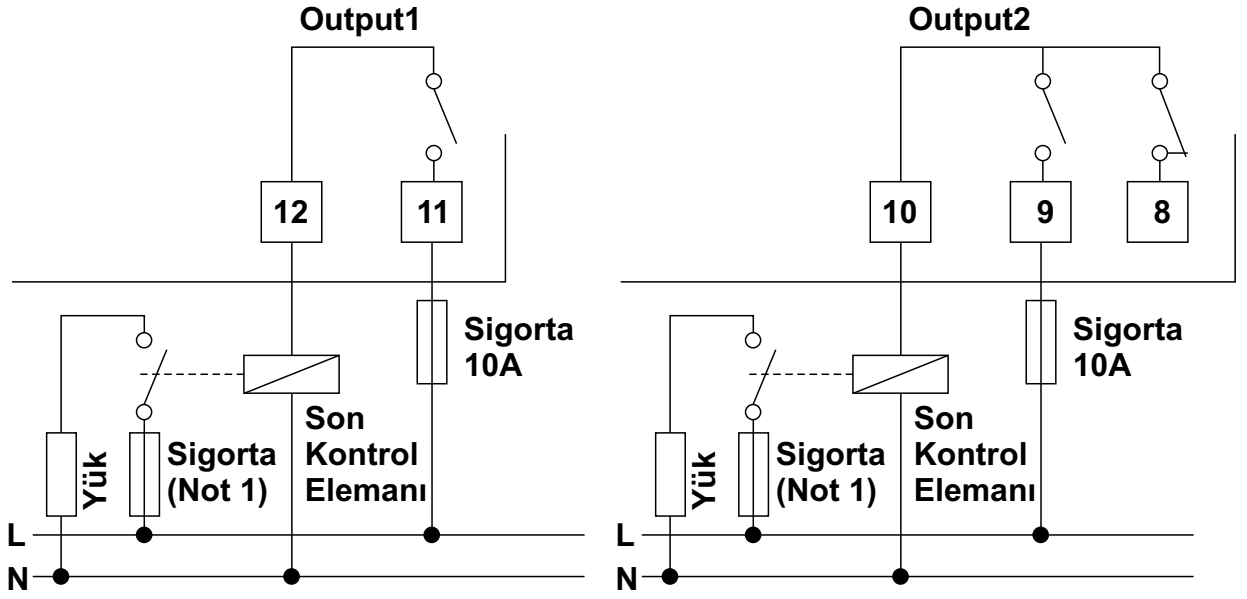 Output1
Output2
12
11
10
9
8
Sigorta
10A
Sigorta
10A
Son
Kontrol
Elemanı
Yük
Sigorta
(Not 1)
Son
Kontrol
Elemanı
Yük
Sigorta
(Not 1)
L
N
L
N